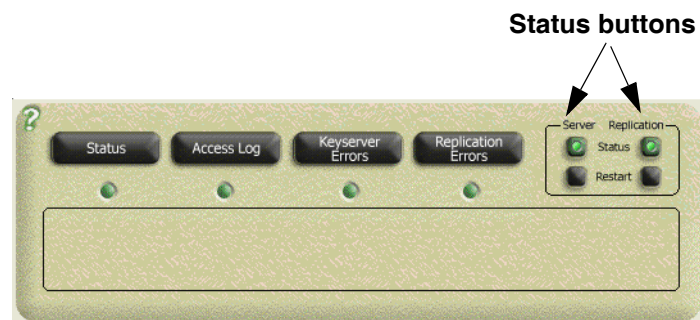 Status buttons
?
Server Replication
Status
Access Log
Keyserver
Errors
Replication
Errors
Status
Restart